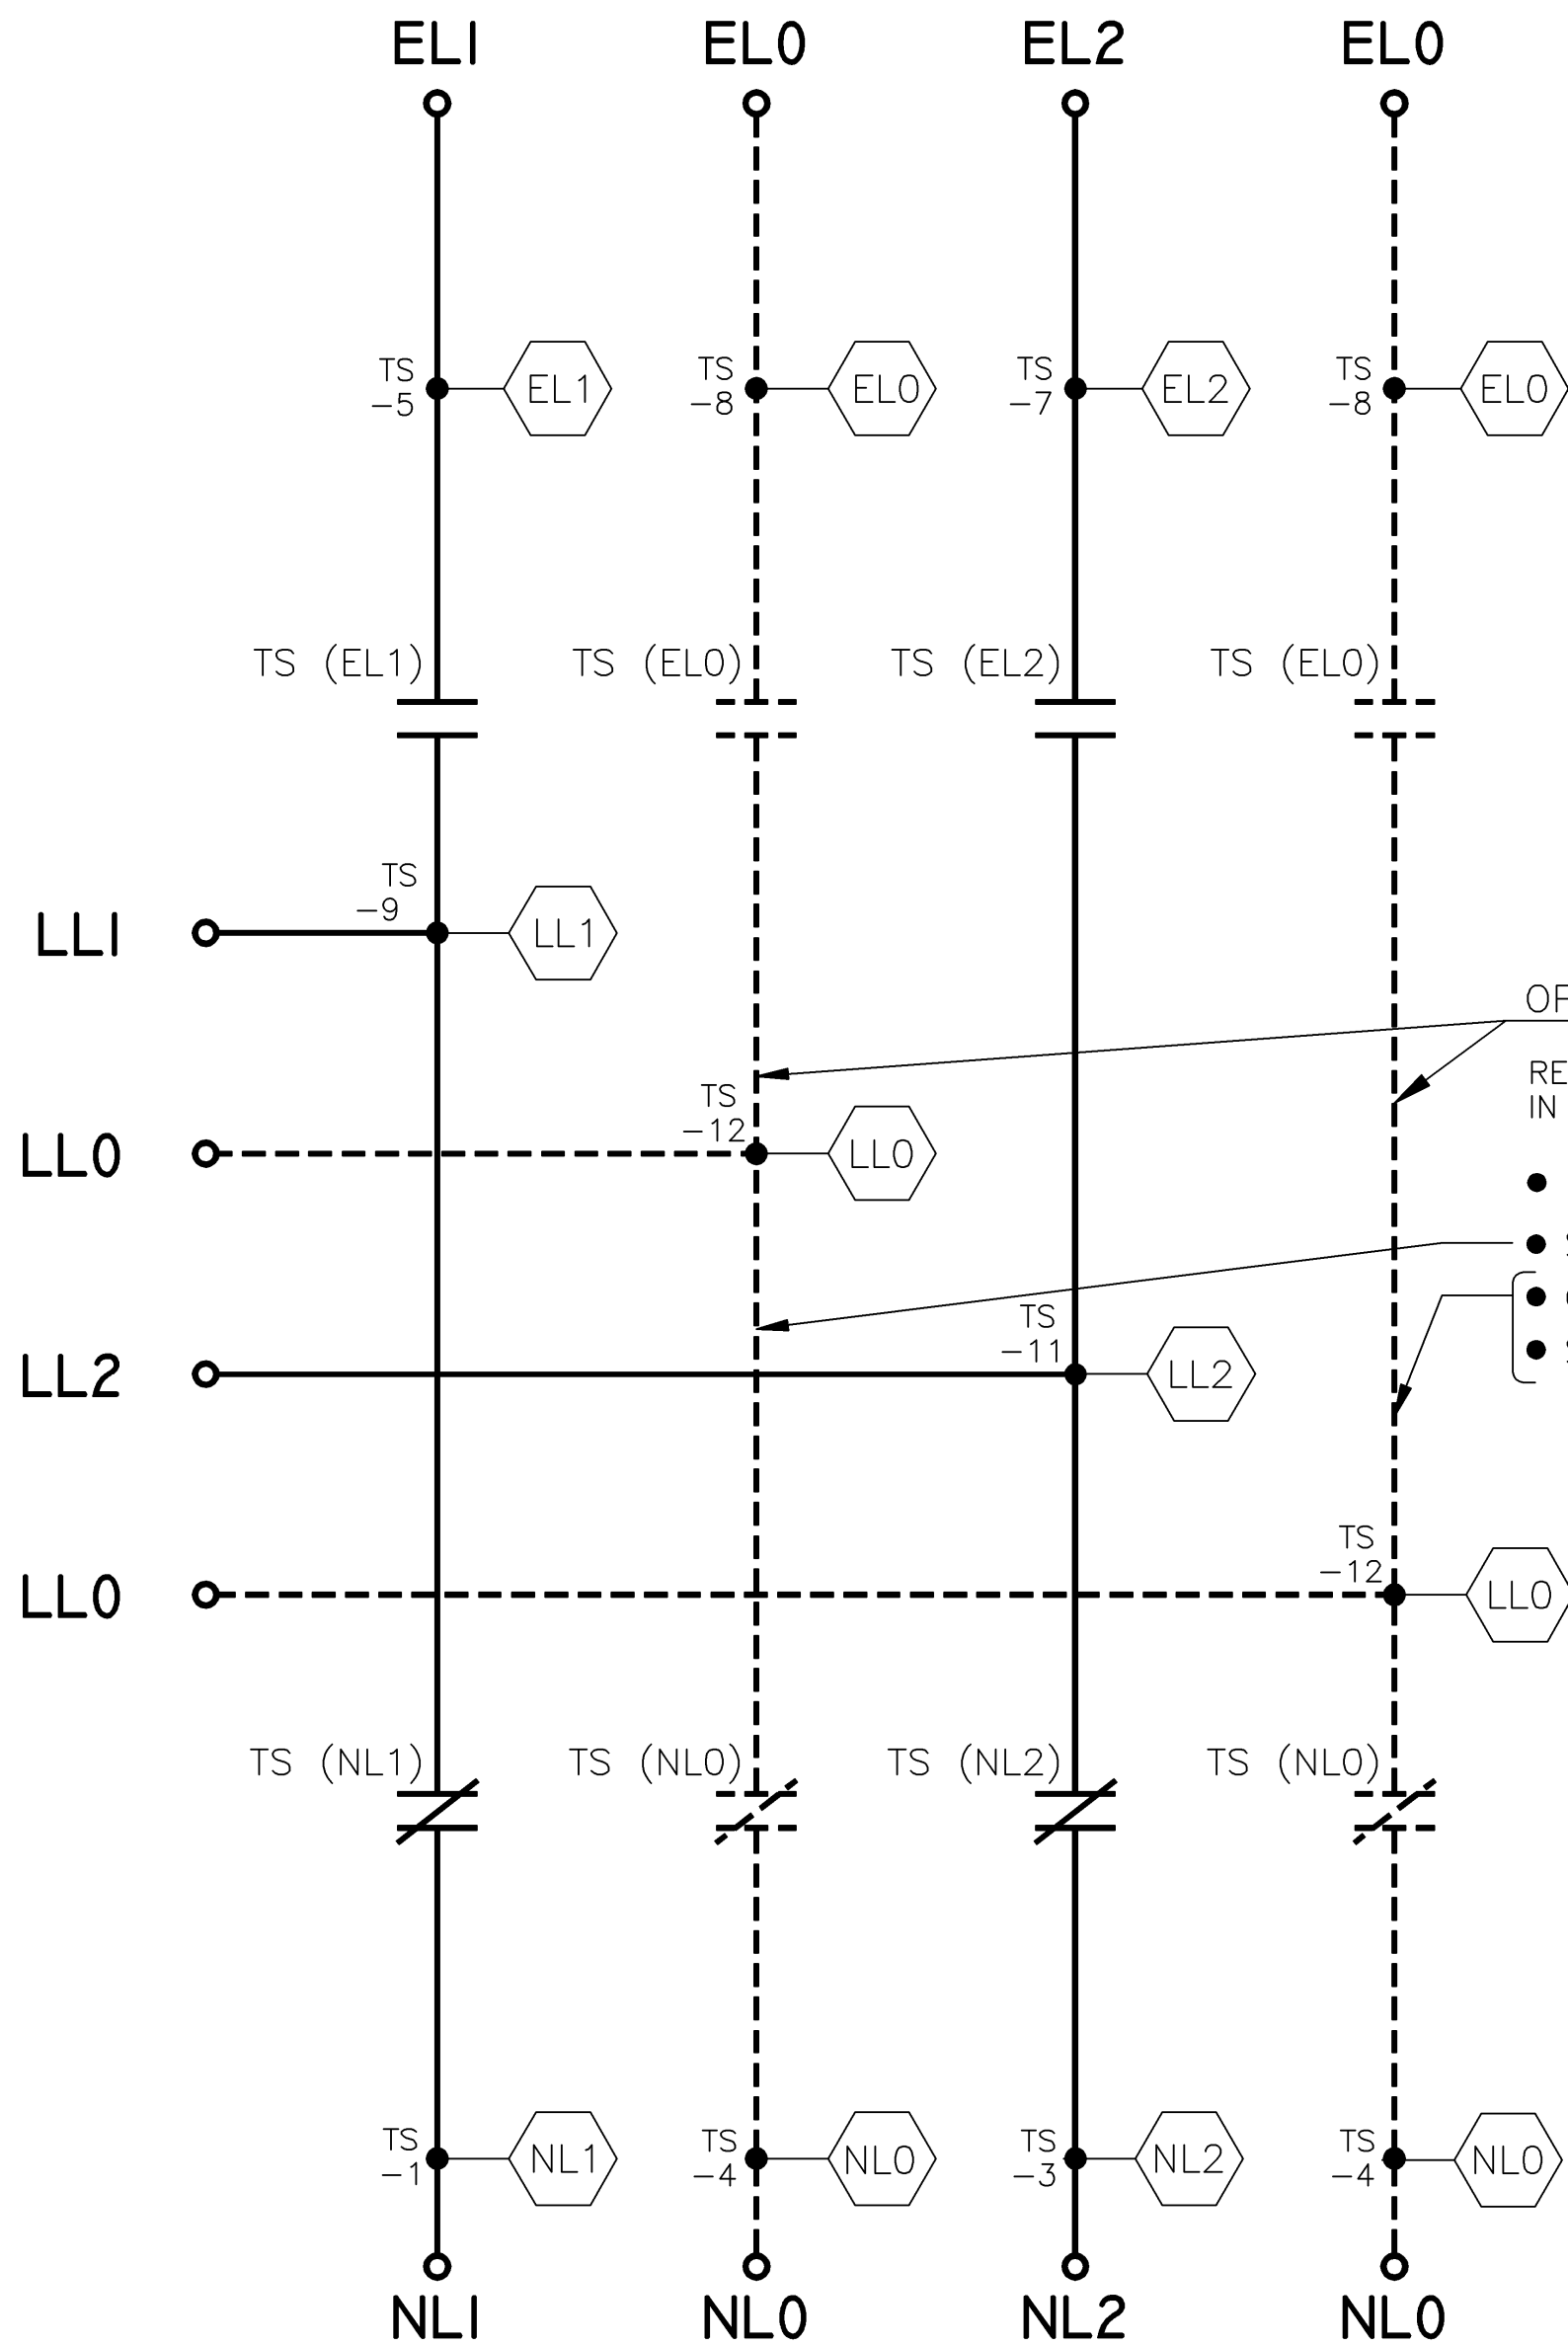 EL1 EL0 EL2 EL0
TS TS TS TS
-5 EL1 -8 EL0 -7 EL2 -8 EL0
TS (EL1) TS (EL0) TS (EL2) TS (EL0)
TS
-9
LL1 LL1
OF
TS RE
-12 IN
LL0 LL0
TS
-11
LL2 LL2
TS
-12
LL0 LL0
TS (NL1) TS (NL0) TS (NL2) TS (NL0)
TS TS TS TS
-1 NL1 -4 NL0 -3 NL2 -4 NL0
NL1 NL0 NL2 NL0